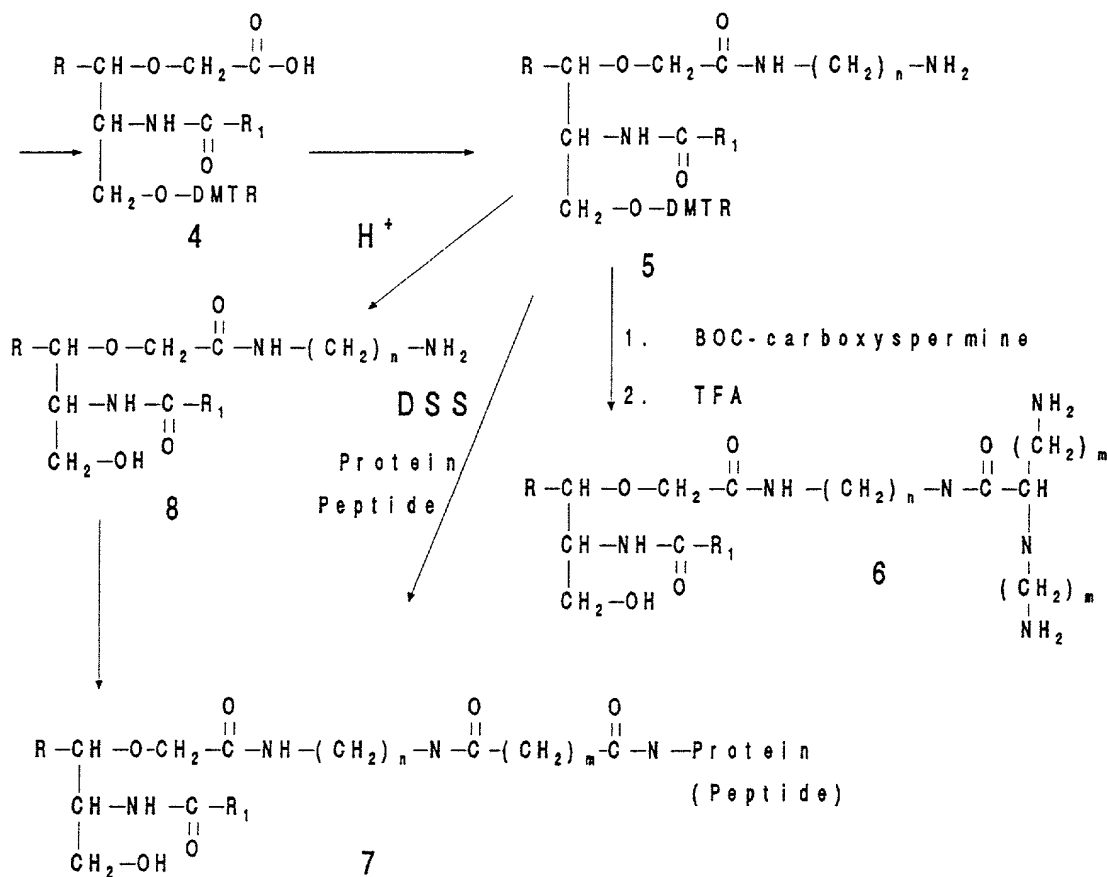 O
R-CH-O-CH2-C-OH
CH-NH-C-R1
O
CH2-O-DMTR
4
H+
O
R-CH-O-CH2-C-NH-(CH2)n-NH2
CH-NH-C-R1
O
CH2-O-DMTR
5
1. BOC-carboxyspermine
2. TFA
O
R-CH-O-CH2-C-NH-(CH2)n-NH2
CH-NH-C-R1
O
CH2-OH
8
DSS
Protein
Peptide
NH2
(CH2)m
O
O
R-CH-O-CH2-C-NH-(CH2)n-N-C-CH
CH-NH-C-R1
O
CH2-OH
N
(CH2)m
NH2
6
O
O
O
R-CH-O-CH2-C-NH-(CH2)n-N-C-(CH2)m-C-N-Protein
(Peptide)
CH-NH-C-R1
O
CH2-OH
7